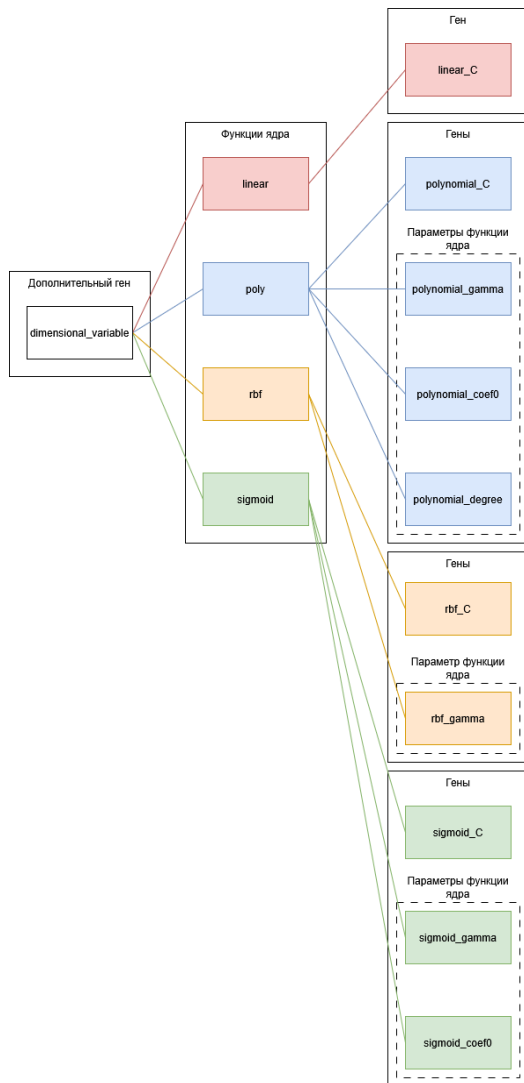 Ген
linear_C
Функции ядра
linear
poly
rbf
sigmoid
Гены
polynomial_C
Параметры функции
ядра
polynomial_gamma
polynomial_coef0
polynomial_degree
Дополнительный ген
dimensional_variable
Гены
rbf_C
Параметр функции
ядра
rbf_gamma
Гены
sigmoid_C
Параметры функции
ядра
sigmoid_gamma
sigmoid_coef0